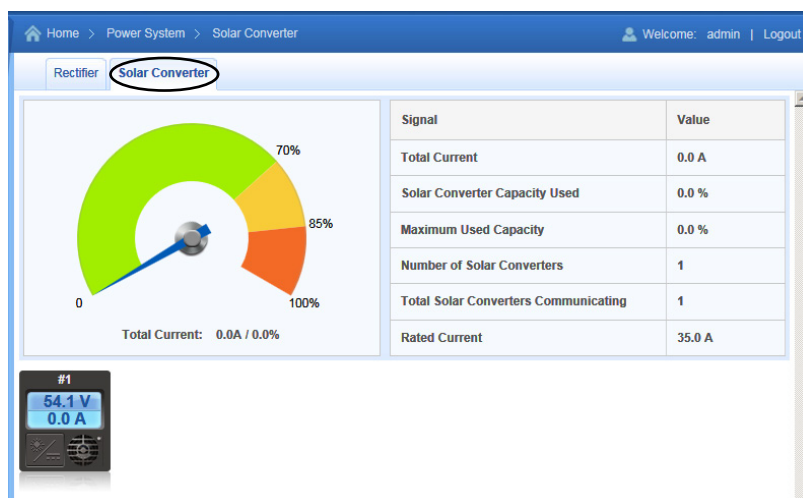 Home > Power System > Solar Converter
Welcome: admin | Logout
Rectifier Solar Converter
70%
85%
0 100%
Total Current: 0.0A / 0.0%
Signal Value
Total Current 0.0 A
Solar Converter Capacity Used 0.0 %
Maximum Used Capacity 0.0 %
Number of Solar Converters 1
Total Solar Converters Communicating 1
Rated Current 35.0 A
#1
54.1 V
0.0 A